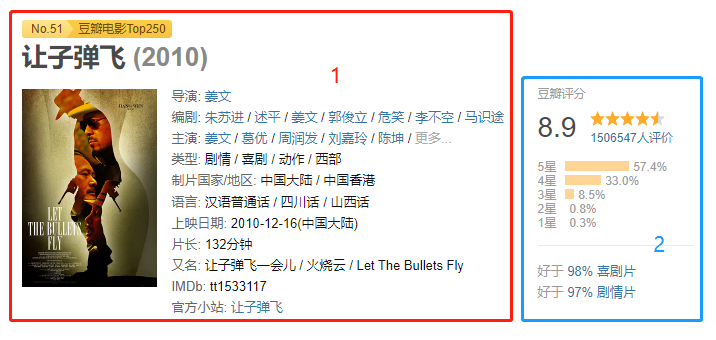 No.51 豆瓣电影Top250
让子弹飞 (2010)
1
JIANG WEN
LET
THE BULLETS
FLY
导演: 姜文
编剧: 朱苏进 / 述平 / 姜文 / 郭俊立 / 危笑 / 李不空 / 马识途
主演: 姜文 / 葛优 / 周润发 / 刘嘉玲 / 陈坤 / 更多...
类型: 剧情 / 喜剧 / 动作 / 西部
制片国家/地区: 中国大陆 / 中国香港
语言: 汉语普通话 / 四川话 / 山西话
上映日期: 2010-12-16(中国大陆)
片长: 132分钟
又名: 让子弹飞一会儿 / 火烧云 / Let The Bullets Fly
IMDb: tt1533117
官方小站: 让子弹飞
豆瓣评分
8.9
1506547人评价
5星 57.4%
4星 33.0%
3星 8.5%
2星 0.8%
1星 0.3%
2
好于 98% 喜剧片
好于 97% 剧情片